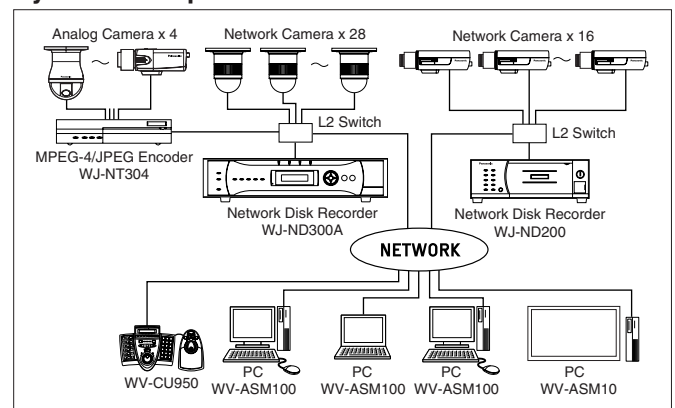 Analog Camera x 4
Network Camera x 28
Network Camera x 16
L2 Switch
L2 Switch
MPEG-4/JPEG Encoder
WJ-NT304
Network Disk Recorder
WJ-ND300A
Network Disk Recorder
WJ-ND200
NETWORK
WV-CU950
PC
WV-ASM100
PC
WV-ASM100
PC
WV-ASM100
PC
WV-ASM10